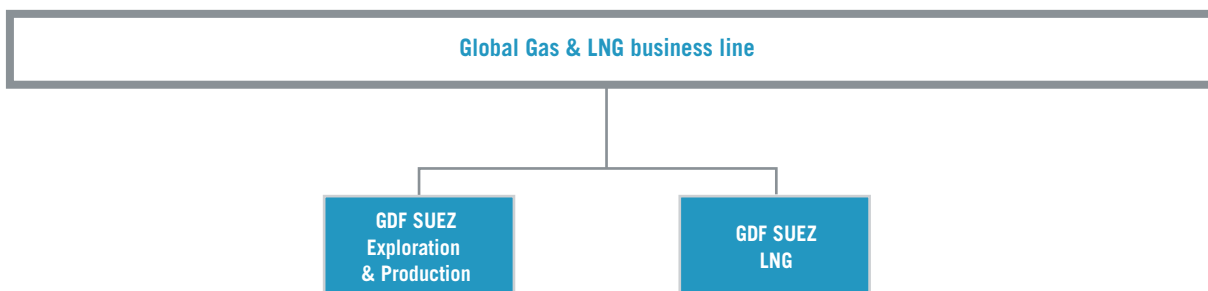 Global Gas & LNG business line
GDF SUEZ
Exploration
& Production
GDF SUEZ
LNG